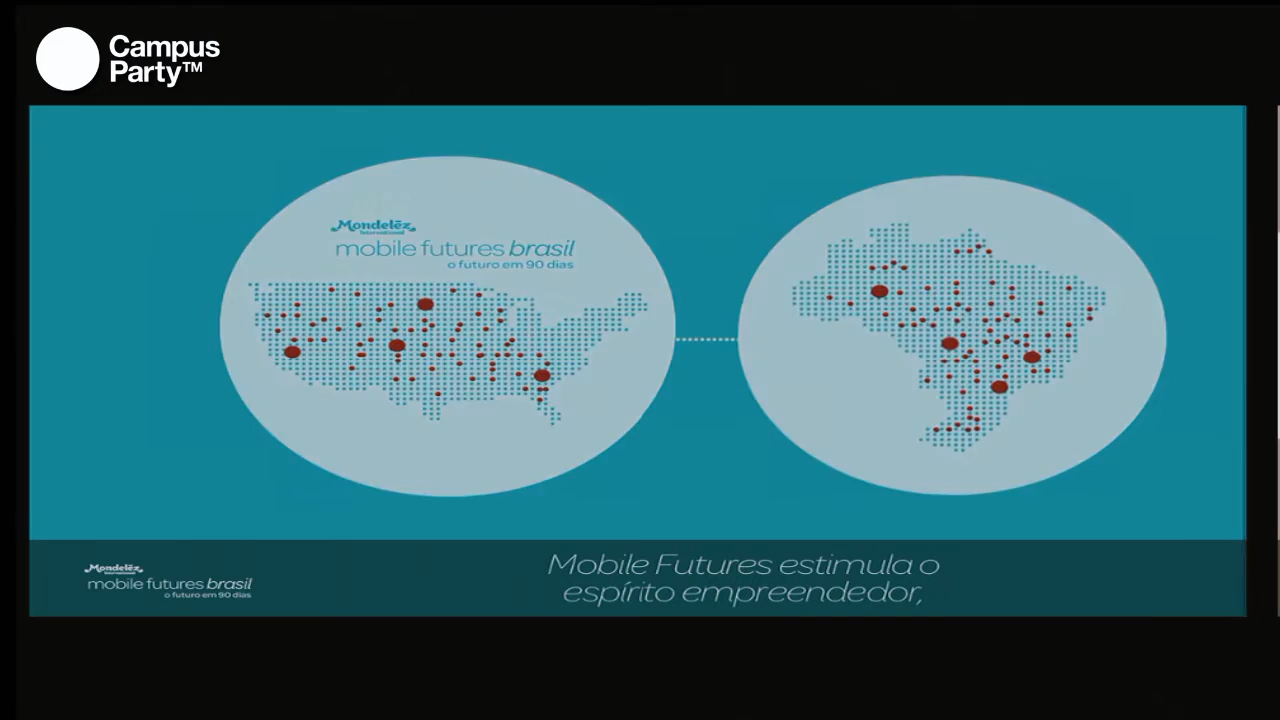 Campus
Party™
Mondelēz
International
mobile futures brasil
o futuro em 90 dias
Mondelēz
International
mobile futures brasil
o futuro em 90 dias
Mobile Futures estimula o
espírito empreendedor,